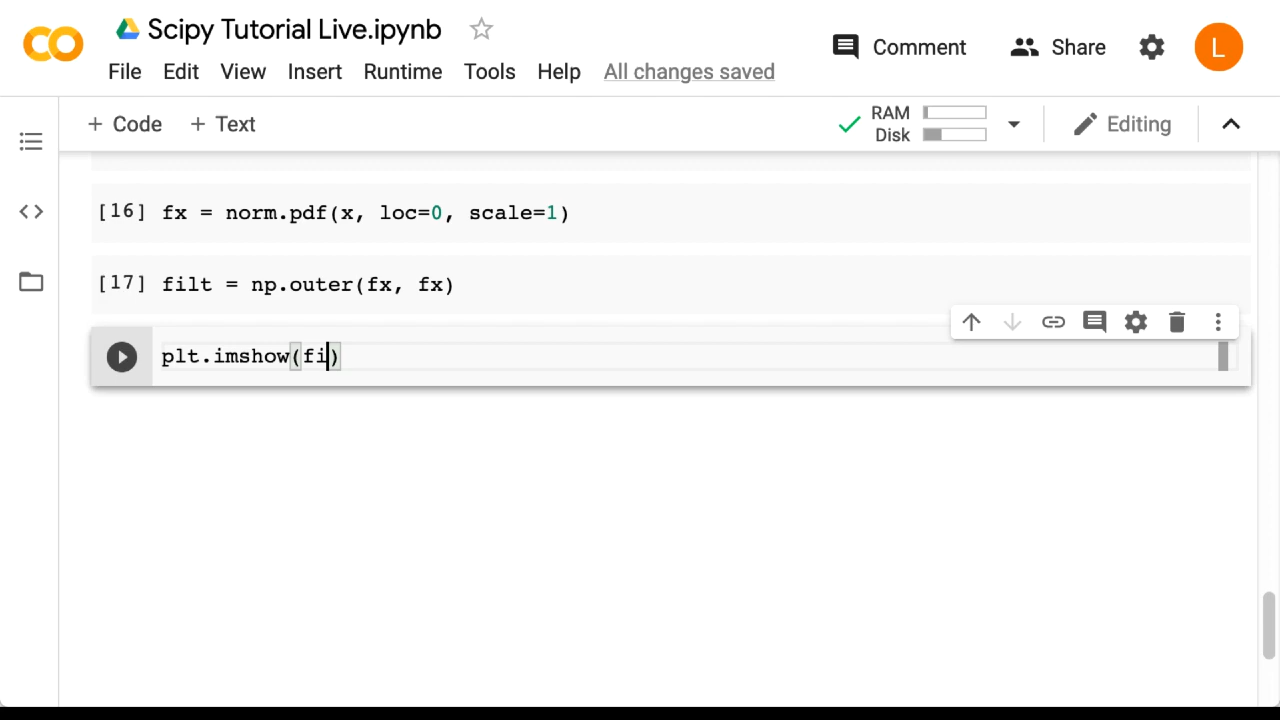 Scipy Tutorial Live.ipynb
File Edit View Insert Runtime Tools Help All changes saved
Comment Share L
+ Code + Text
RAM
Disk
Editing
[16] fx = norm.pdf(x, loc=0, scale=1)
[17] filt = np.outer(fx, fx)
plt.imshow(fi)